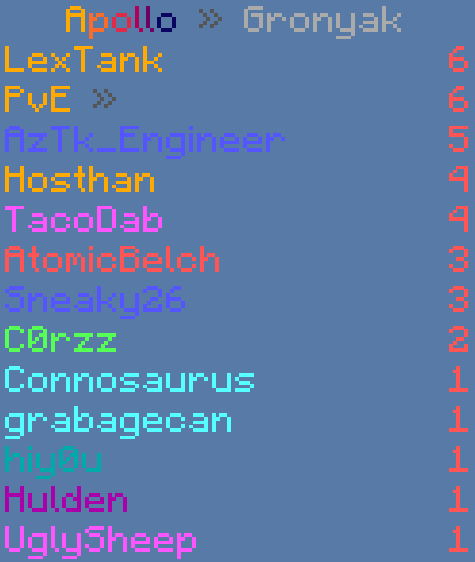 Apollo » Gronyak
LexTank 6
PvE » 6
AzTk_Engineer 5
Hosthan 4
TacoDab 4
AtomicBelch 3
Sneaky26 3
C0rzz 2
Connosaurus 1
grabagecan 1
hiy0u 1
Hulden 1
UglySheep 1